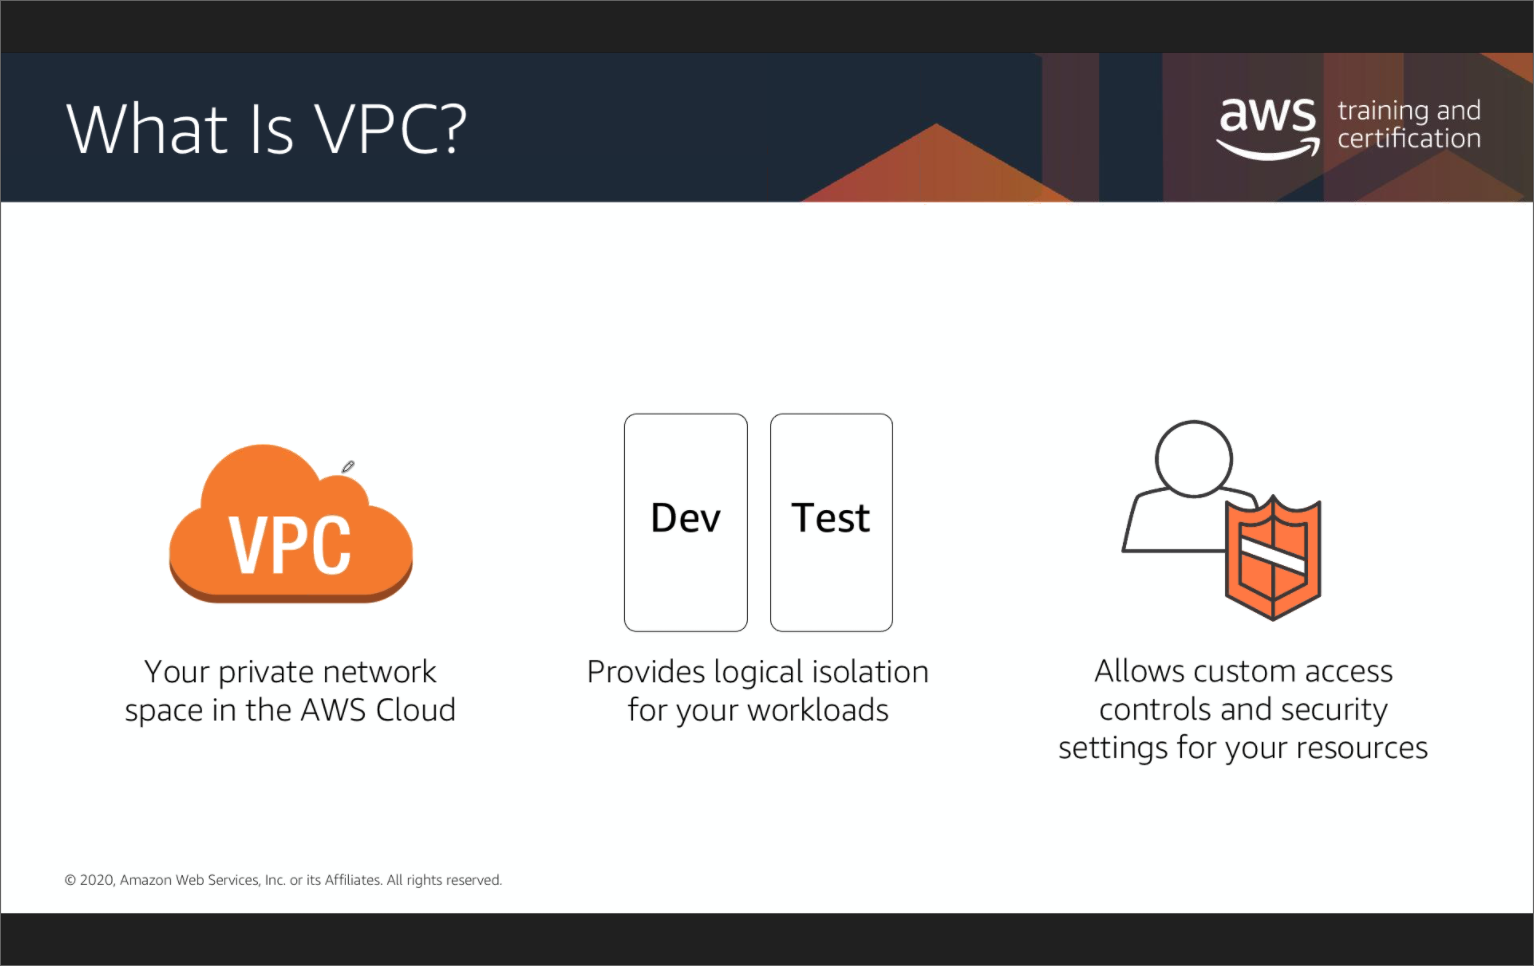 What Is VPC?
aws training and
certification
VPC
Dev
Test
Your private network
space in the AWS Cloud
Provides logical isolation
for your workloads
Allows custom access
controls and security
settings for your resources
© 2020, Amazon Web Services, Inc. or its Affiliates. All rights reserved.